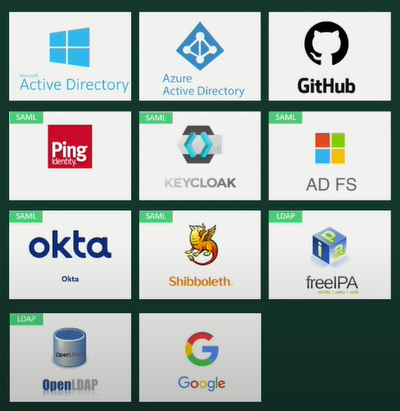 Microsoft
Active Directory
Azure
Active Directory
GitHub
SAML
Ping
Identity.
SAML
KEYCLOAK
SAML
AD FS
SAML
okta
Okta
SAML
Shibboleth.
LDAP
freeIPA
LDAP
OpenLDAP
OpenLDAP
Google